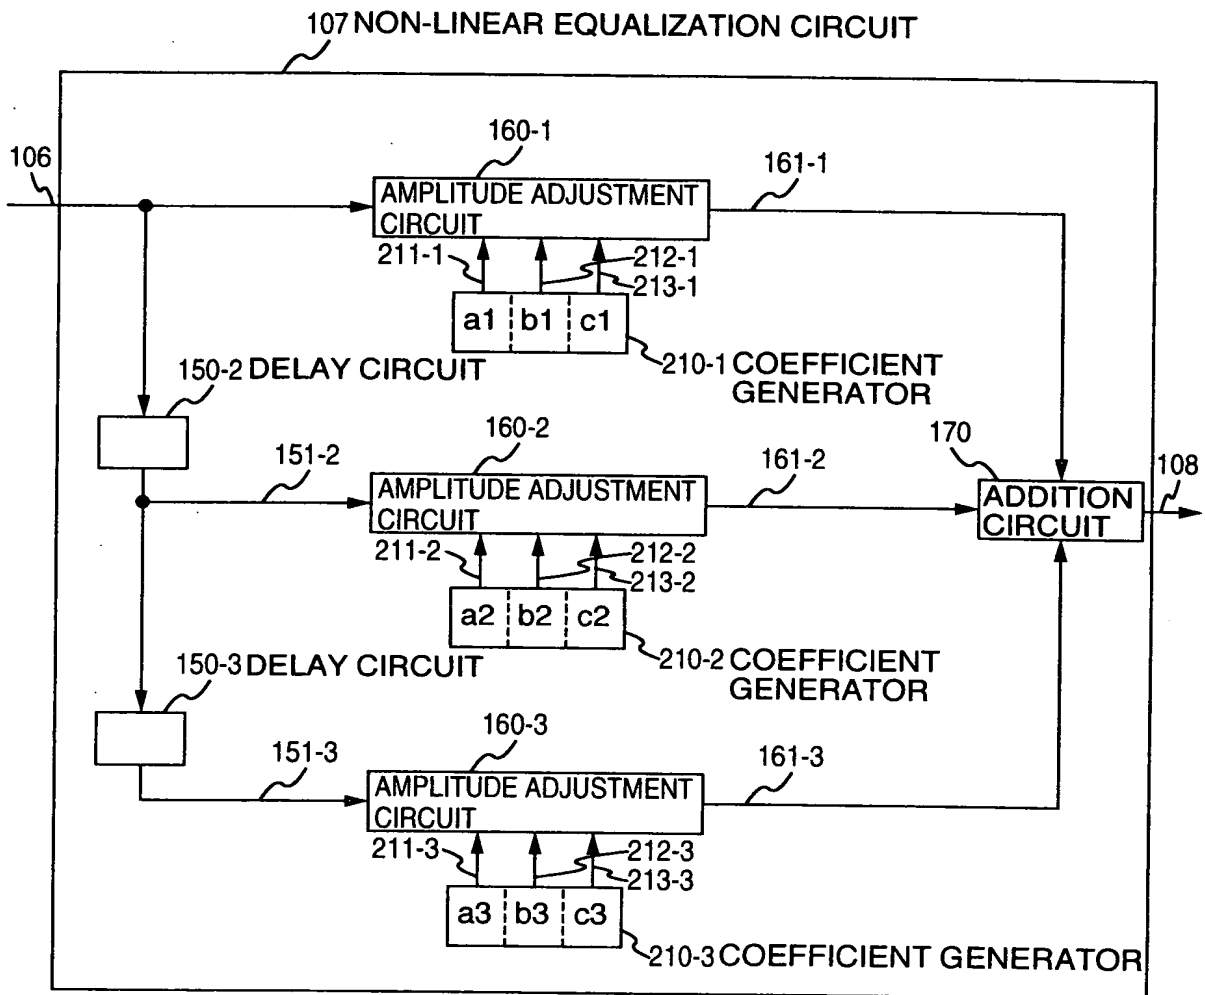 107 NON-LINEAR EQUALIZATION CIRCUIT
106
160-1
161-1
AMPLITUDE ADJUSTMENT
CIRCUIT
211-1
212-1
213-1
a1 b1 c1
210-1 COEFFICIENT
GENERATOR
150-2 DELAY CIRCUIT
151-2
160-2
161-2
170
108
AMPLITUDE ADJUSTMENT
CIRCUIT
ADDITION
CIRCUIT
211-2
212-2
213-2
a2 b2 c2
210-2 COEFFICIENT
GENERATOR
150-3 DELAY CIRCUIT
151-3
160-3
161-3
AMPLITUDE ADJUSTMENT
CIRCUIT
211-3
212-3
213-3
a3 b3 c3
210-3 COEFFICIENT GENERATOR